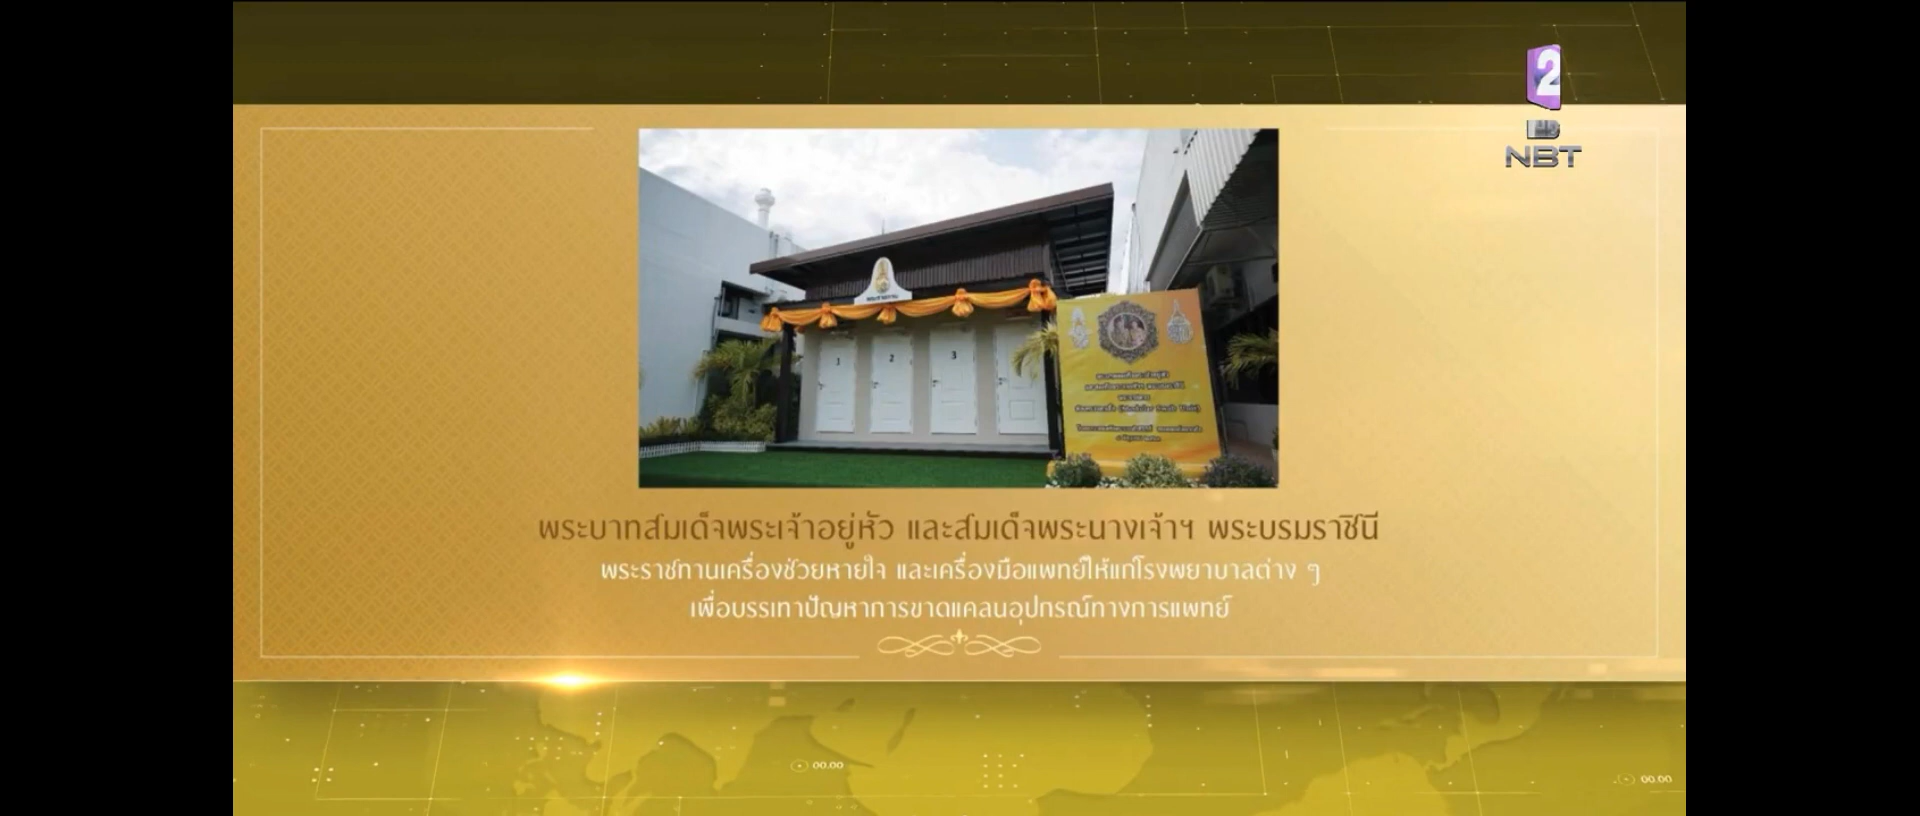 2
HD
NBT
1
2
3
พระบาทสมเด็จพระเจ้าอยู่หัว และสมเด็จพระนางเจ้าฯ พระบรมราชินี
พระราชทานเครื่องช่วยหายใจ และเครื่องมือแพทย์ให้แก่โรงพยาบาลต่าง ๆ
เพื่อบรรเทาปัญหาการขาดแคลนอุปกรณ์ทางการแพทย์
00.00
00.00